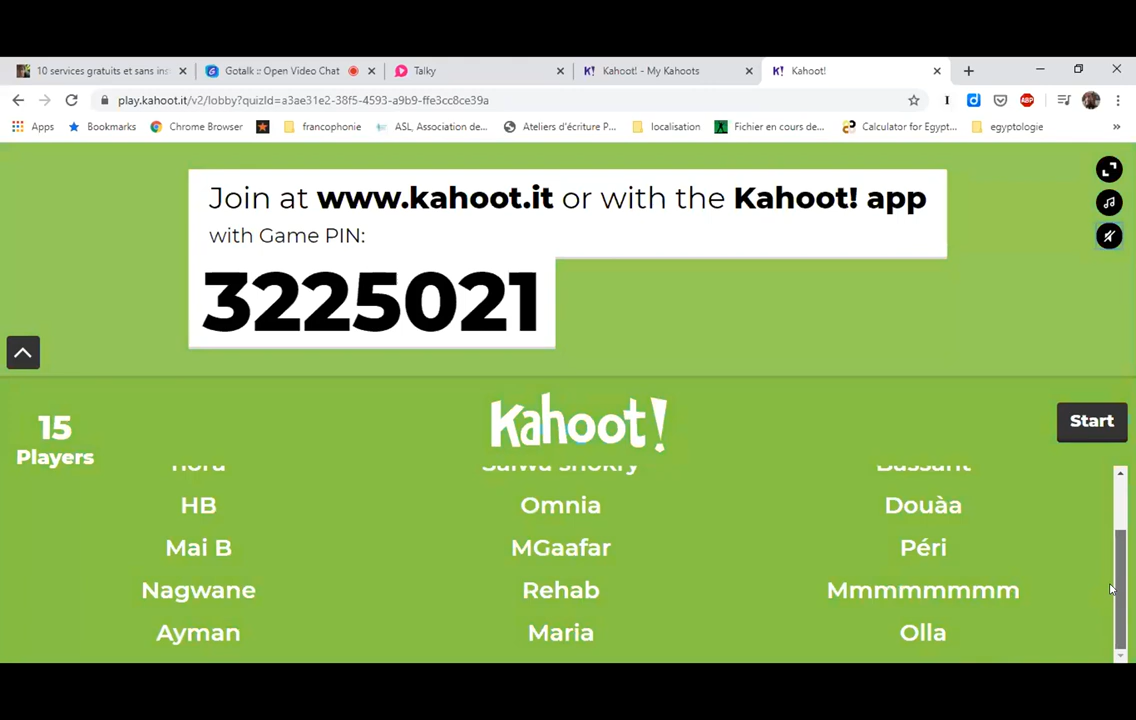 10 services gratuits et sans ins
Gotalk :: Open Video Chat
Talky
Kahoot! - My Kahoots
Kahoot!
play.kahoot.it/v2/lobby?quizId=a3ae31e2-38f5-4593-a9b9-ffe3cc8ce39a
Apps Bookmarks Chrome Browser francophonie ASL, Association de... Ateliers d'écriture P... localisation Fichier en cours de... Calculator for Egypt... egyptologie »
Join at www.kahoot.it or with the Kahoot! app
with Game PIN:
3225021
15
Players
Kahoot!
Start
Salwa shokry Bassant
HB Omnia Douàa
Mai B MGaafar Péri
Nagwane Rehab Mmmmmmmm
Ayman Maria Olla